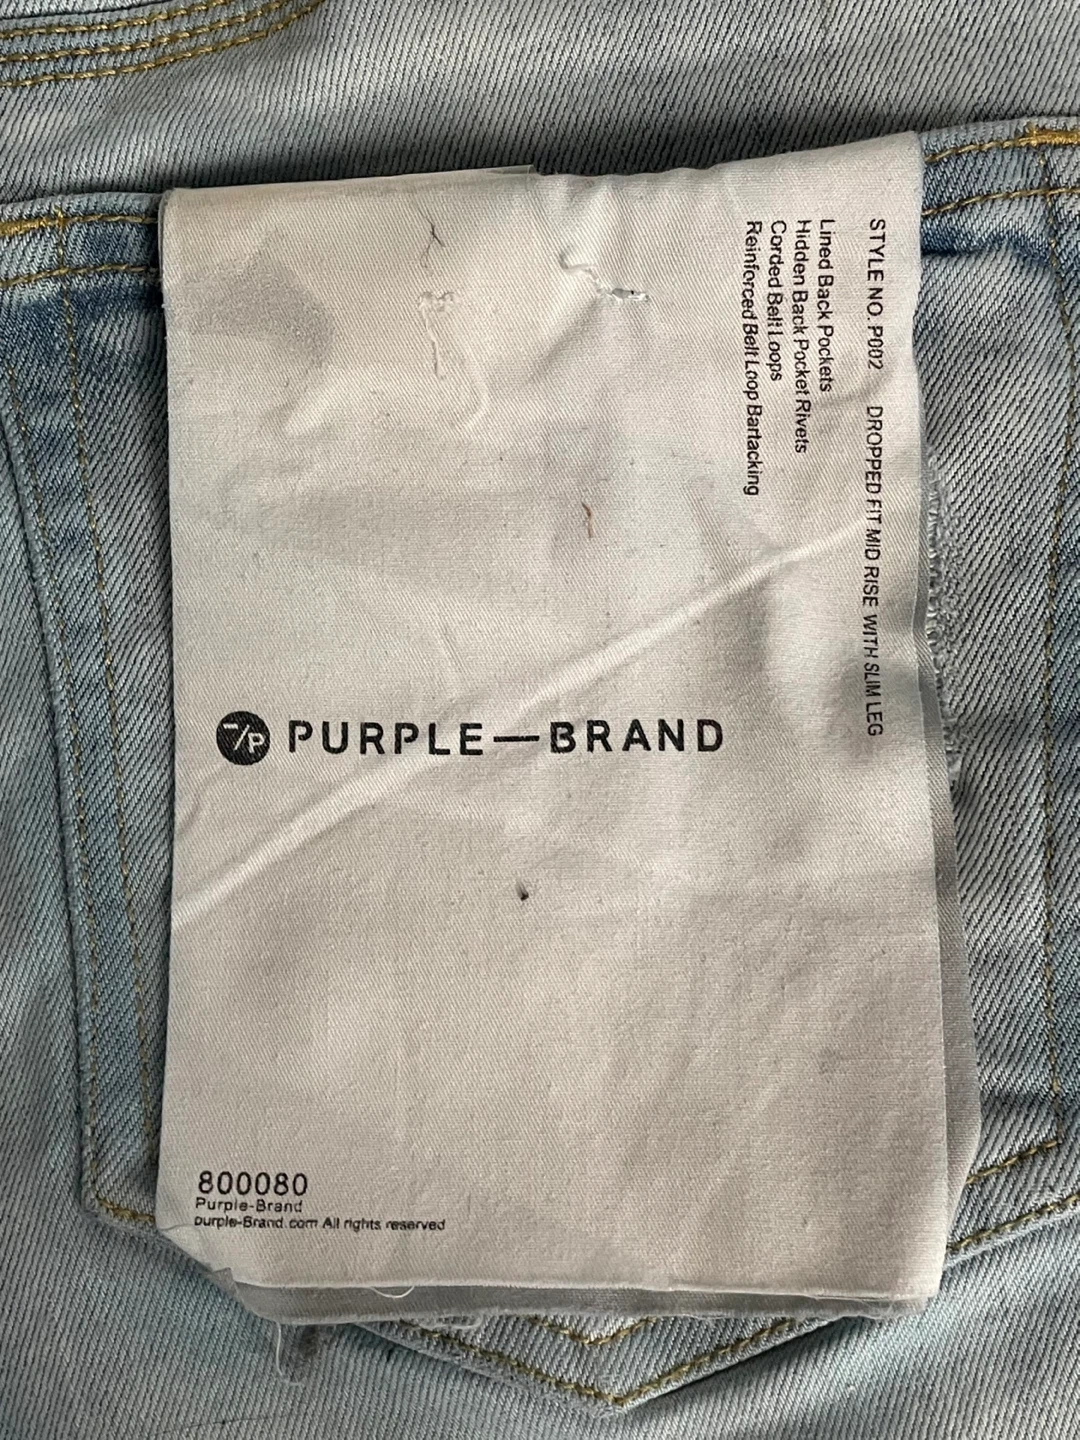 STYLE NO. P002 DROPPED FIT MID RISE WITH SLIM LEG
Lined Back Pockets
Hidden Back Pocket Rivets
Corded Belt Loops
Reinforced Belt Loop Bartacking
/P PURPLE—BRAND
800080
Purple-Brand
purple-Brand.com All rights reserved